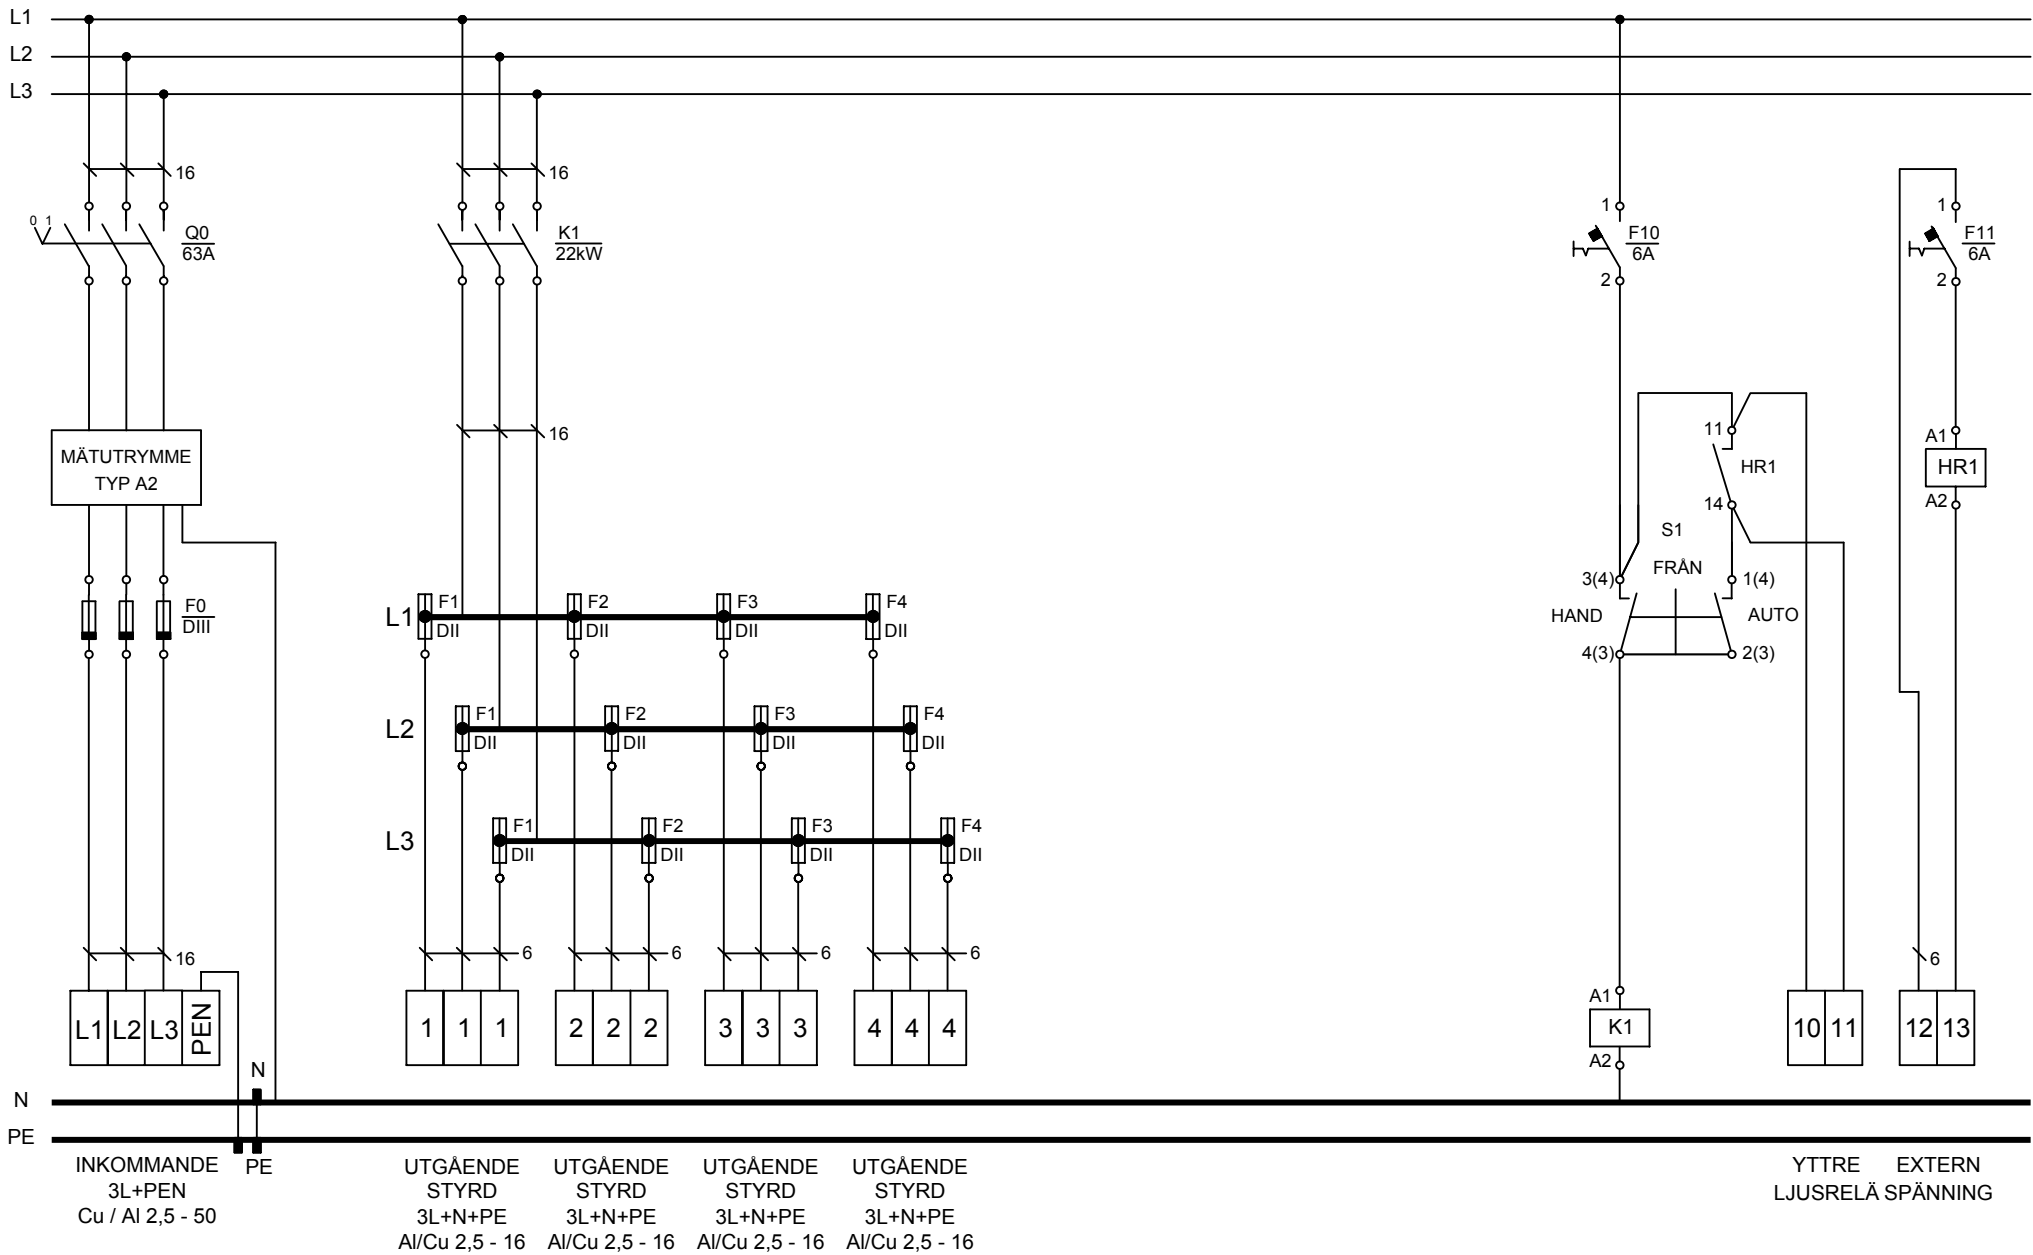 L1
L2
L3
16
16
0 1
Q0
63A
K1
22kW
1
F10
6A
2
1
F11
6A
2
16
MÄTUTRYMME
TYP A2
11
HR1
14
A1
HR1
A2
S1
FRÅN
3(4)
1(4)
HAND
AUTO
4(3)
2(3)
F0
DIII
L1
F1
DII
F2
DII
F3
DII
F4
DII
L2
F1
DII
F2
DII
F3
DII
F4
DII
L3
F1
DII
F2
DII
F3
DII
F4
DII
16
6
6
6
6
6
L1 L2 L3 PEN
1 1 1
2 2 2
3 3 3
4 4 4
A1
K1
A2
10 11
12 13
N
N
PE
PE
INKOMMANDE
3L+PEN
Cu / Al 2,5 - 50
UTGÅENDE
STYRD
3L+N+PE
Al/Cu 2,5 - 16
UTGÅENDE
STYRD
3L+N+PE
Al/Cu 2,5 - 16
UTGÅENDE
STYRD
3L+N+PE
Al/Cu 2,5 - 16
UTGÅENDE
STYRD
3L+N+PE
Al/Cu 2,5 - 16
YTTRE
LJUSRELÄ
EXTERN
SPÄNNING